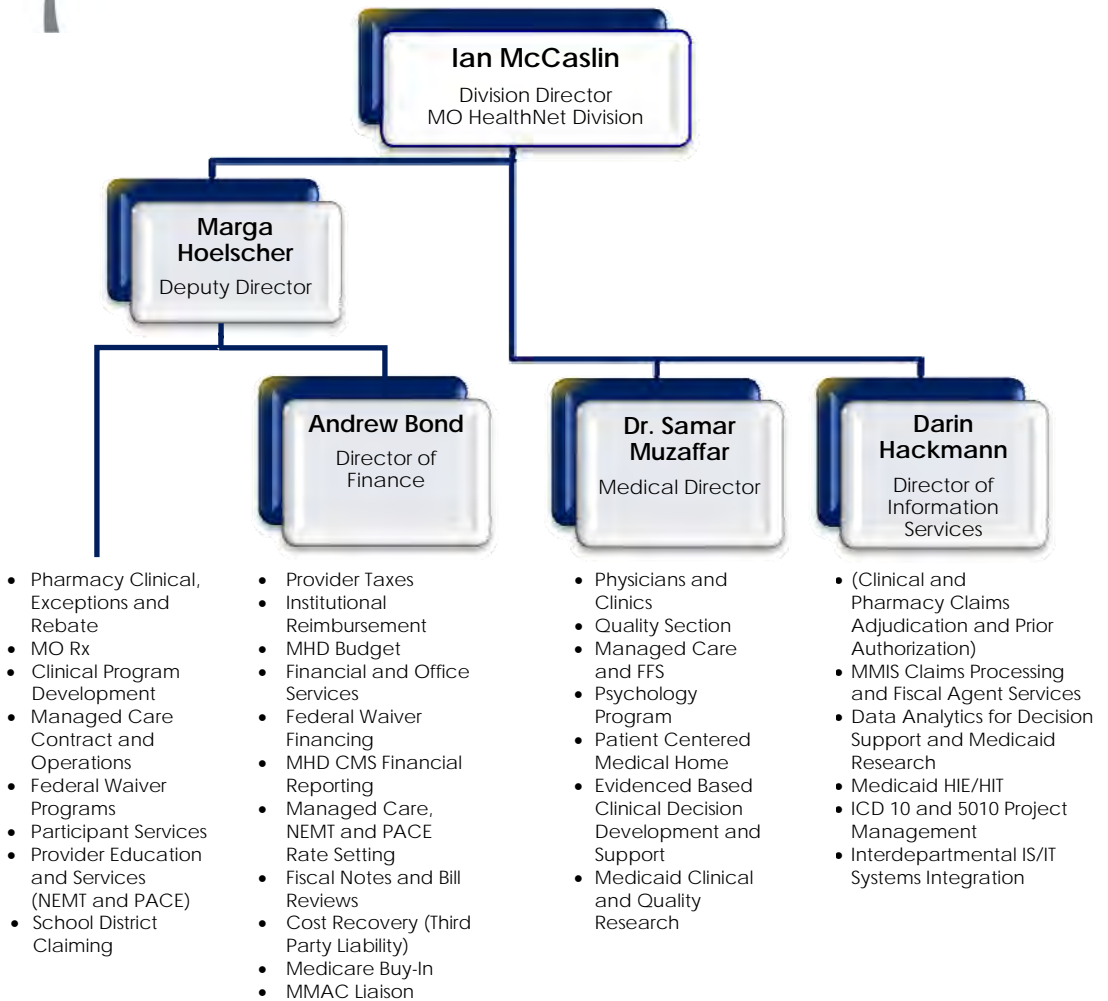 Ian McCaslin
Division Director
MO HealthNet Division
Marga
Hoelscher
Deputy Director
Andrew Bond
Director of
Finance
Dr. Samar
Muzaffar
Medical Director
Darin
Hackmann
Director of
Information
Services
• Pharmacy Clinical,
Exceptions and
Rebate
• MO Rx
• Clinical Program
Development
• Managed Care
Contract and
Operations
• Federal Waiver
Programs
• Participant Services
• Provider Education
and Services
(NEMT and PACE)
• School District
Claiming
• Provider Taxes
• Institutional
Reimbursement
• MHD Budget
• Financial and Office
Services
• Federal Waiver
Financing
• MHD CMS Financial
Reporting
• Managed Care,
NEMT and PACE
Rate Setting
• Fiscal Notes and Bill
Reviews
• Cost Recovery (Third
Party Liability)
• Medicare Buy-In
• MMAC Liaison
• Physicians and
Clinics
• Quality Section
• Managed Care
and FFS
• Psychology
Program
• Patient Centered
Medical Home
• Evidenced Based
Clinical Decision
Development and
Support
• Medicaid Clinical
and Quality
Research
• (Clinical and
Pharmacy Claims
Adjudication and Prior
Authorization)
• MMIS Claims Processing
and Fiscal Agent Services
• Data Analytics for Decision
Support and Medicaid
Research
• Medicaid HIE/HIT
• ICD 10 and 5010 Project
Management
• Interdepartmental IS/IT
Systems Integration